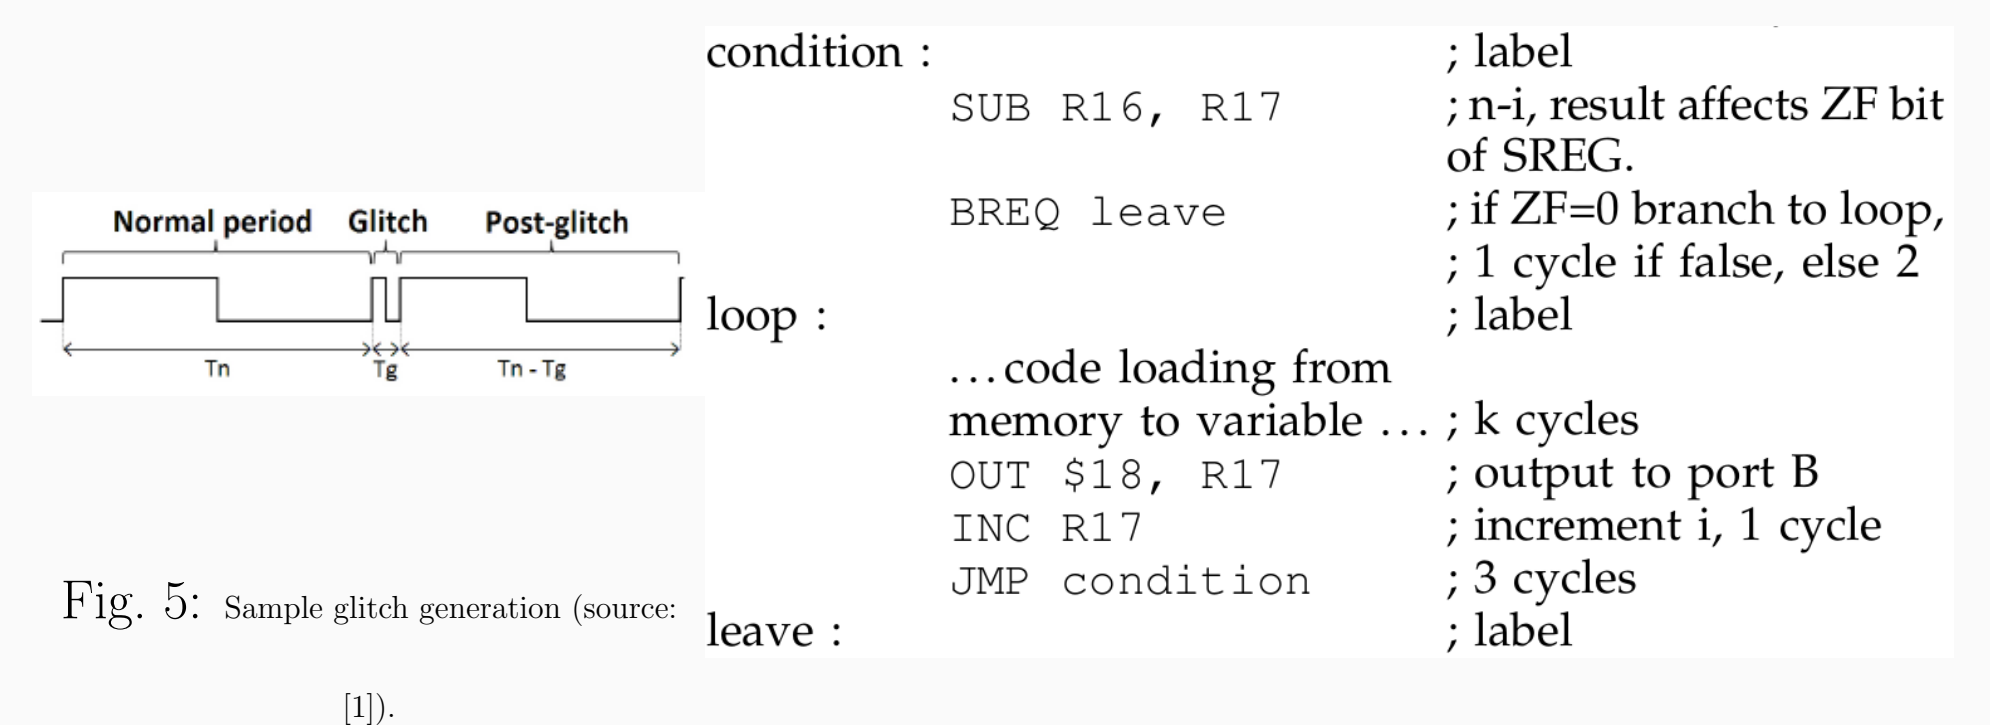 Normal period Glitch Post-glitch
Tn Tg Tn - Tg
Fig. 5: Sample glitch generation (source:
[1]).
condition : ; label
SUB R16, R17 ; n-i, result affects ZF bit
of SREG.
BREQ leave ; if ZF=0 branch to loop,
; 1 cycle if false, else 2
loop : ; label
...code loading from
memory to variable ... ; k cycles
OUT $18, R17 ; output to port B
INC R17 ; increment i, 1 cycle
JMP condition ; 3 cycles
leave : ; label